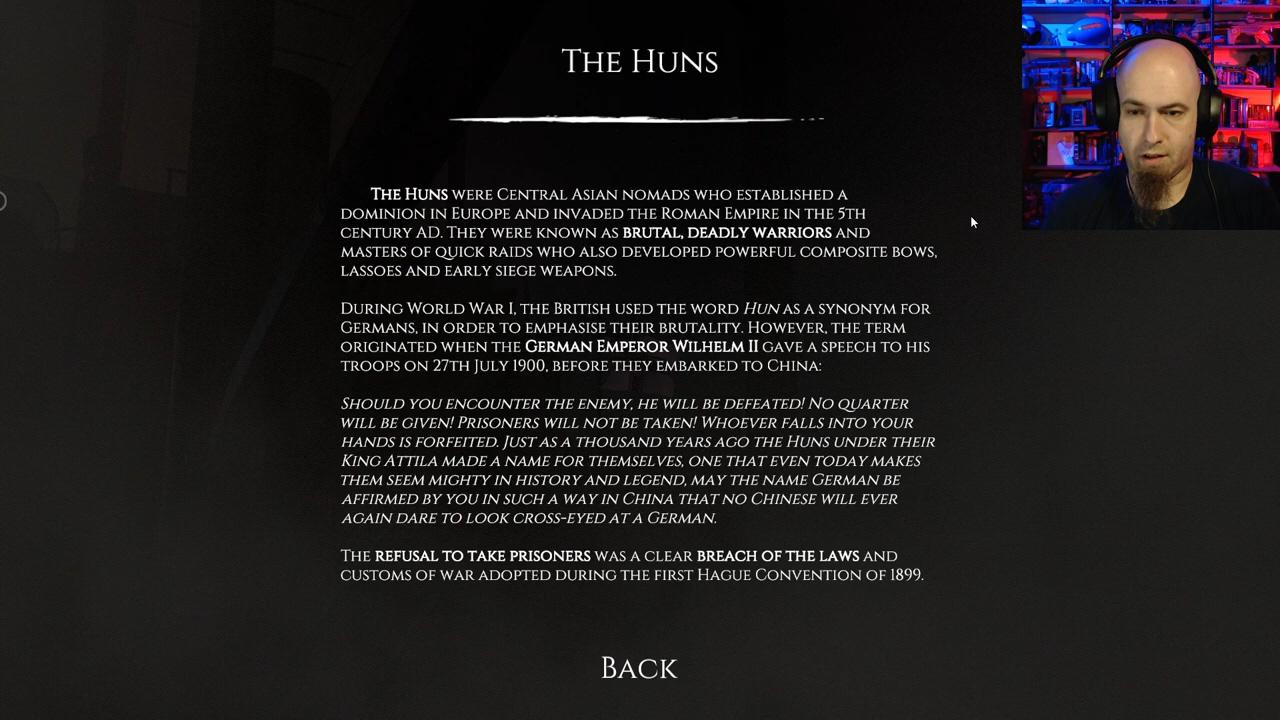 The Huns
The Huns were Central Asian nomads who established a
dominion in Europe and invaded the Roman Empire in the 5th
century AD. They were known as brutal, deadly warriors and
masters of quick raids who also developed powerful composite bows,
lassoes and early siege weapons.
During World War I, the British used the word Hun as a synonym for
Germans, in order to emphasise their brutality. However, the term
originated when the German Emperor Wilhelm II gave a speech to his
troops on 27th July 1900, before they embarked to China:
Should you encounter the enemy, he will be defeated! No quarter
will be given! Prisoners will not be taken! Whoever falls into your
hands is forfeited. Just as a thousand years ago the Huns under their
King Attila made a name for themselves, one that even today makes
them seem mighty in history and legend, may the name German be
affirmed by you in such a way in China that no Chinese will ever
again dare to look cross-eyed at a German.
The refusal to take prisoners was a clear breach of the laws and
customs of war adopted during the first Hague Convention of 1899.
Back